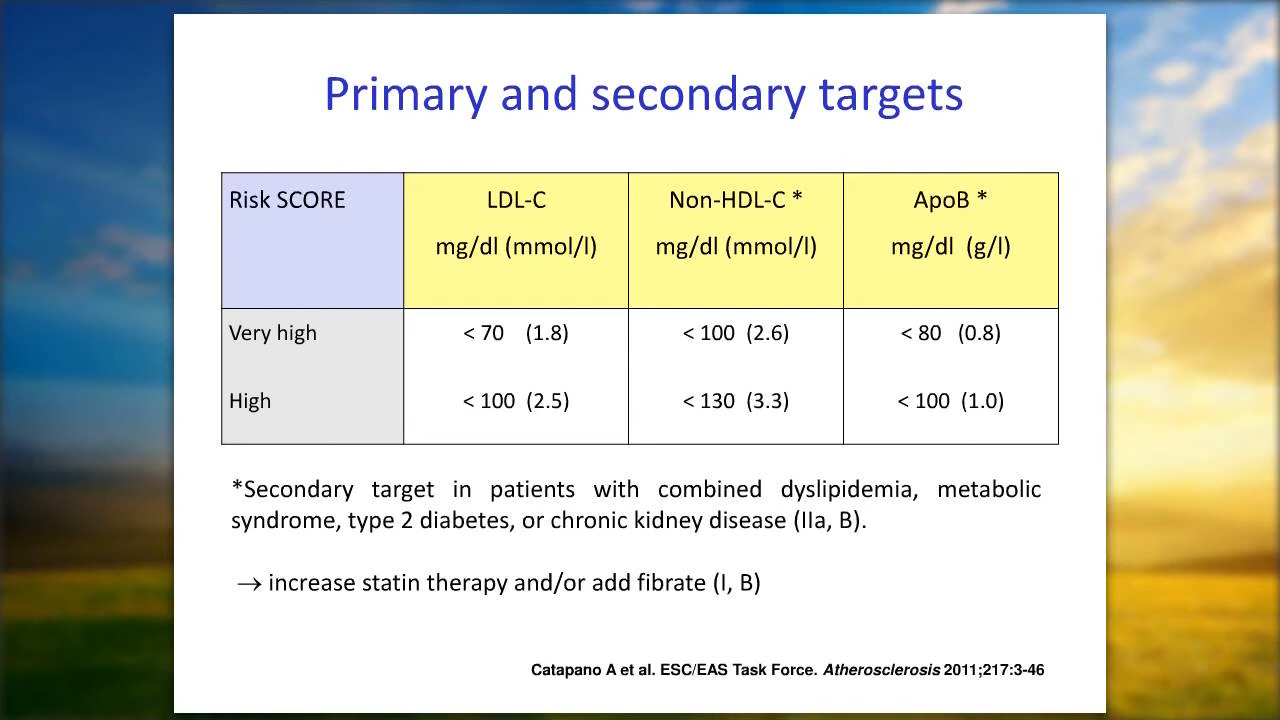 Primary and secondary targets
Risk SCORE
LDL-C
mg/dl (mmol/l)
Non-HDL-C *
mg/dl (mmol/l)
ApoB *
mg/dl (g/l)
Very high
< 70 (1.8)
< 100 (2.6)
< 80 (0.8)
High
< 100 (2.5)
< 130 (3.3)
< 100 (1.0)
*Secondary target in patients with combined dyslipidemia, metabolic
syndrome, type 2 diabetes, or chronic kidney disease (IIa, B).
→ increase statin therapy and/or add fibrate (I, B)
Catapano A et al. ESC/EAS Task Force. Atherosclerosis 2011;217:3-46